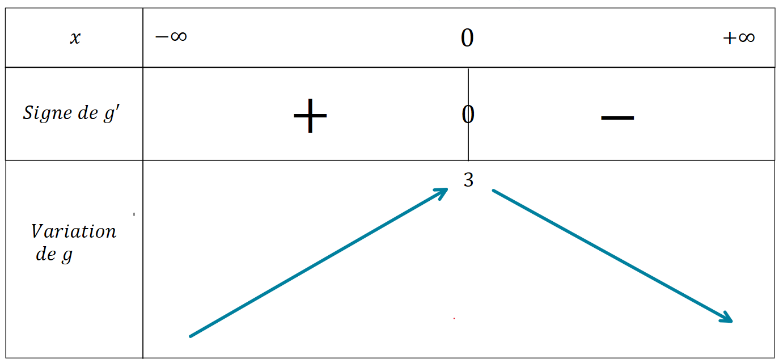 x −∞ 0 +∞
Signe de g′ + 0 −
3
Variation
de g